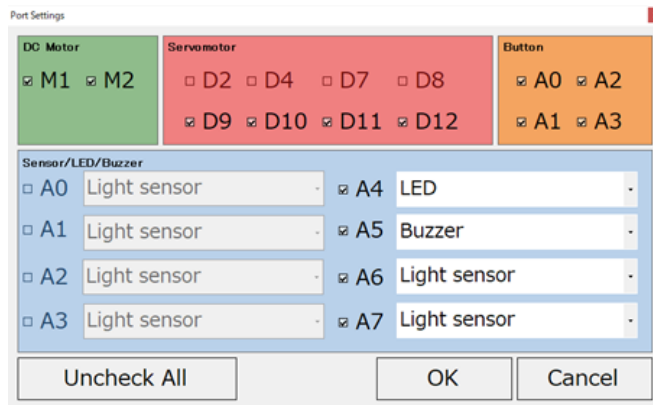 Port Settings
DC Motor Servomotor Button
M1 M2 D2 D4 D7 D8 A0 A2
D9 D10 D11 D12 A1 A3
Sensor/LED/Buzzer
A0 Light sensor A4 LED
A1 Light sensor A5 Buzzer
A2 Light sensor A6 Light sensor
A3 Light sensor A7 Light sensor
Uncheck All OK Cancel